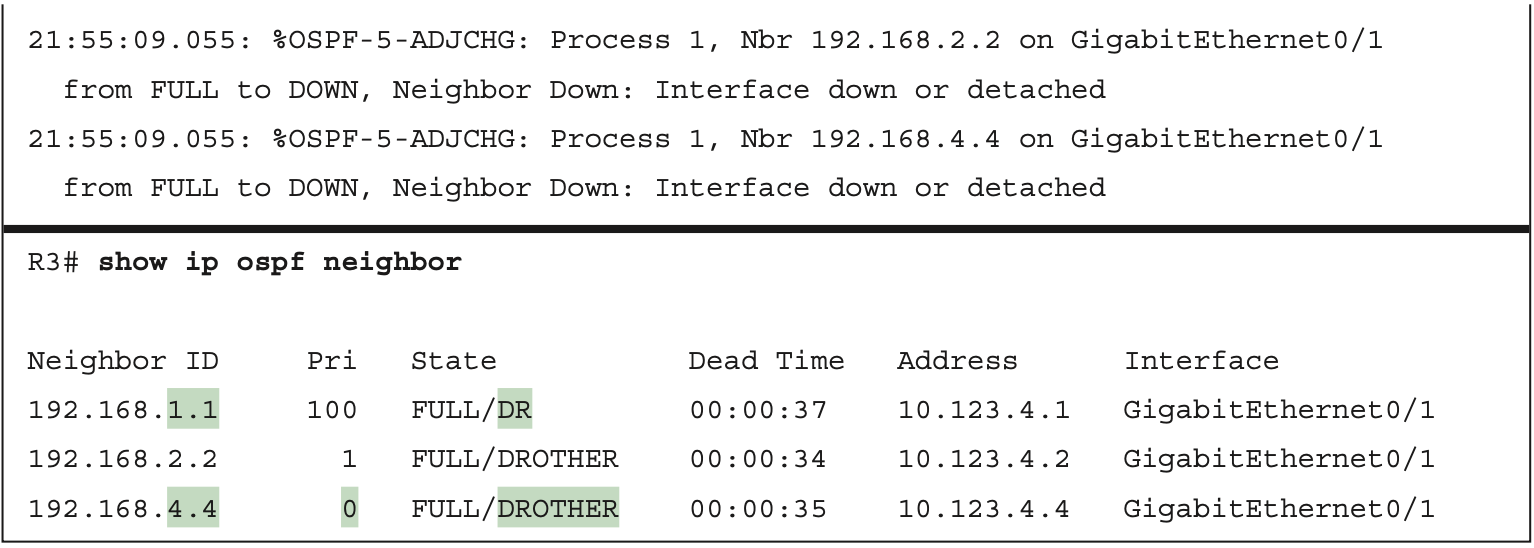 21:55:09.055: %OSPF-5-ADJCHG: Process 1, Nbr 192.168.2.2 on GigabitEthernet0/1
from FULL to DOWN, Neighbor Down: Interface down or detached
21:55:09.055: %OSPF-5-ADJCHG: Process 1, Nbr 192.168.4.4 on GigabitEthernet0/1
from FULL to DOWN, Neighbor Down: Interface down or detached
R3# show ip ospf neighbor
Neighbor ID Pri State Dead Time Address Interface
192.168.1.1 100 FULL/DR 00:00:37 10.123.4.1 GigabitEthernet0/1
192.168.2.2 1 FULL/DROTHER 00:00:34 10.123.4.2 GigabitEthernet0/1
192.168.4.4 0 FULL/DROTHER 00:00:35 10.123.4.4 GigabitEthernet0/1